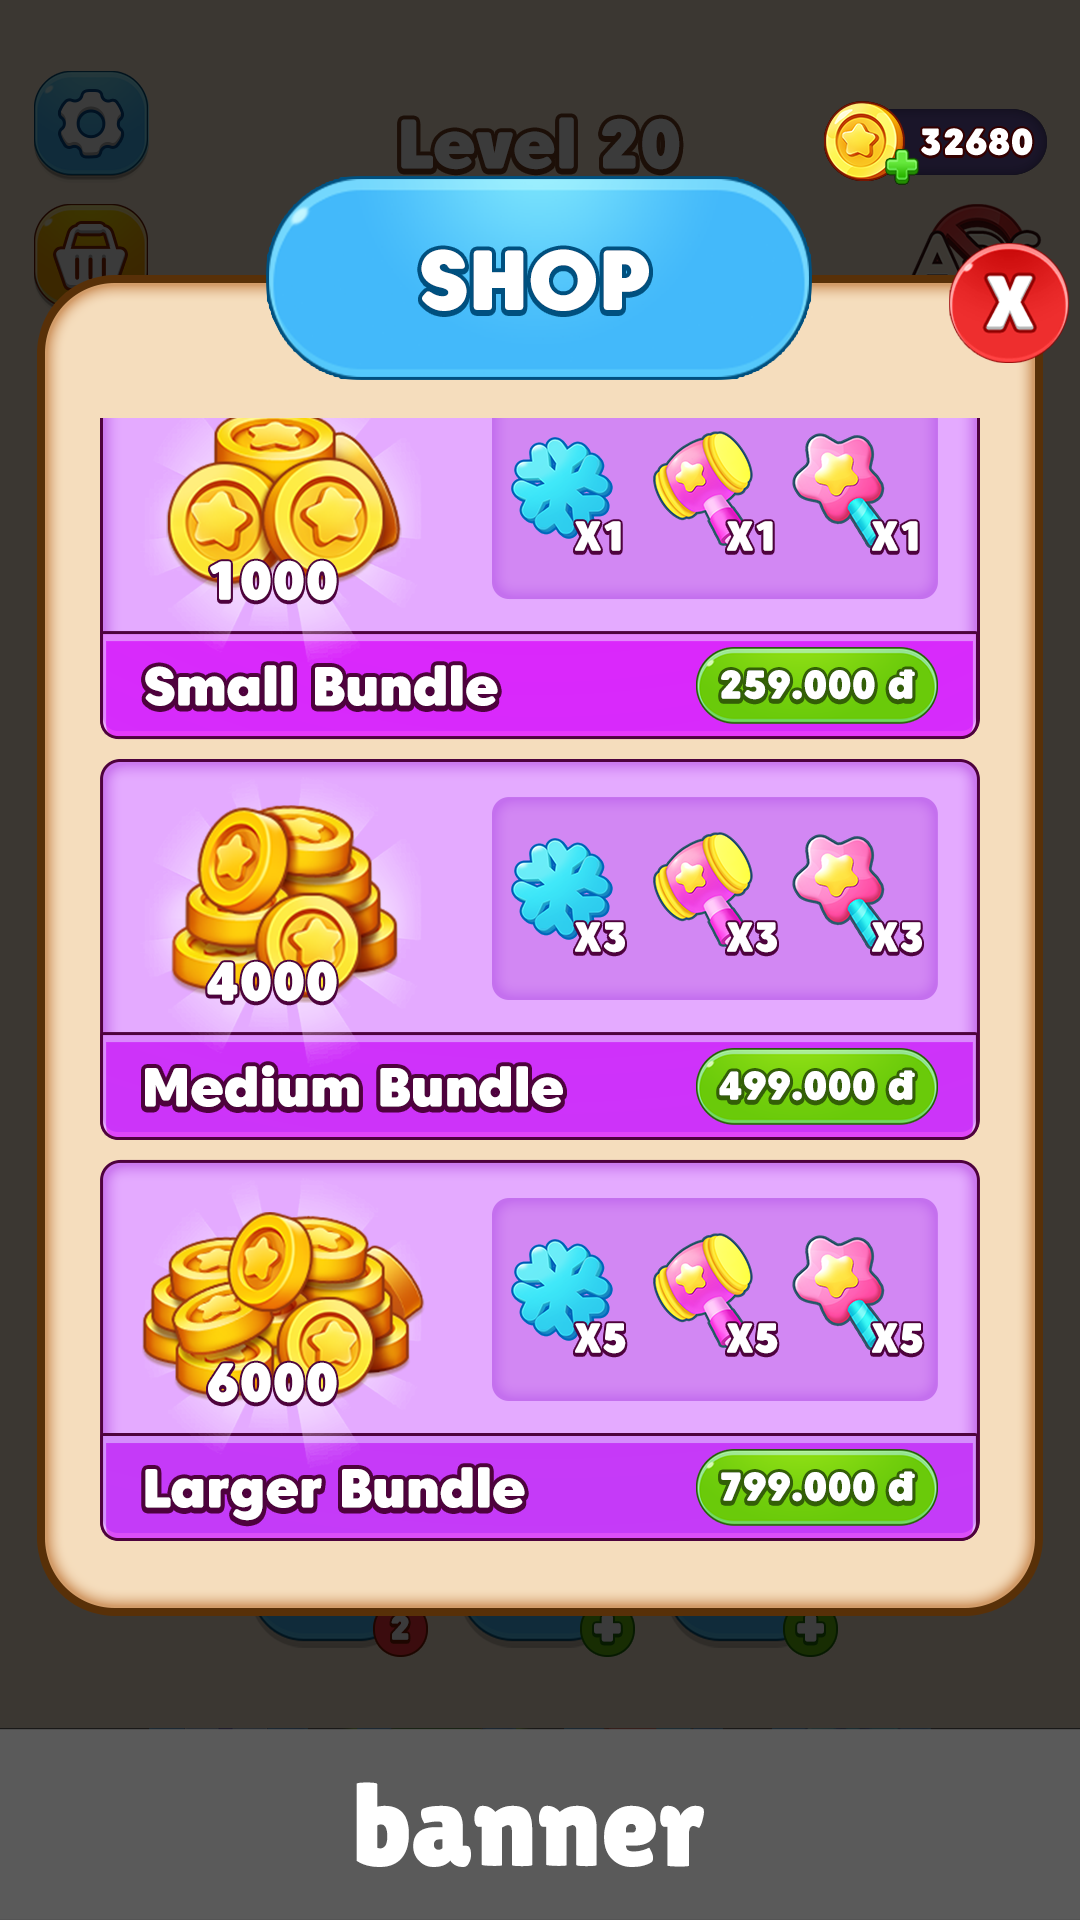 Level 20
32680
SHOP
X
X1 X1 X1
1000
Small Bundle
259.000 đ
X3 X3 X3
4000
Medium Bundle
499.000 đ
X5 X5 X5
6000
Larger Bundle
799.000 đ
2
banner